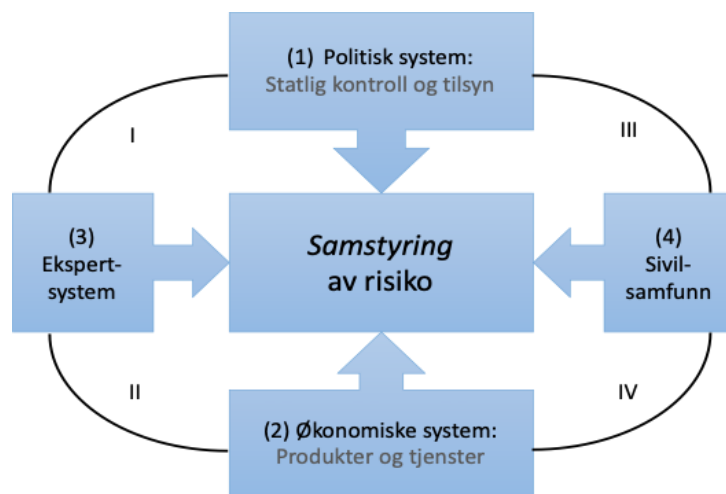 (1) Politisk system:
Statlig kontroll og tilsyn
I
III
(3)
Ekspert-
system
Samstyring
av risiko
(4)
Sivil-
samfunn
II
IV
(2) Økonomiske system:
Produkter og tjenster